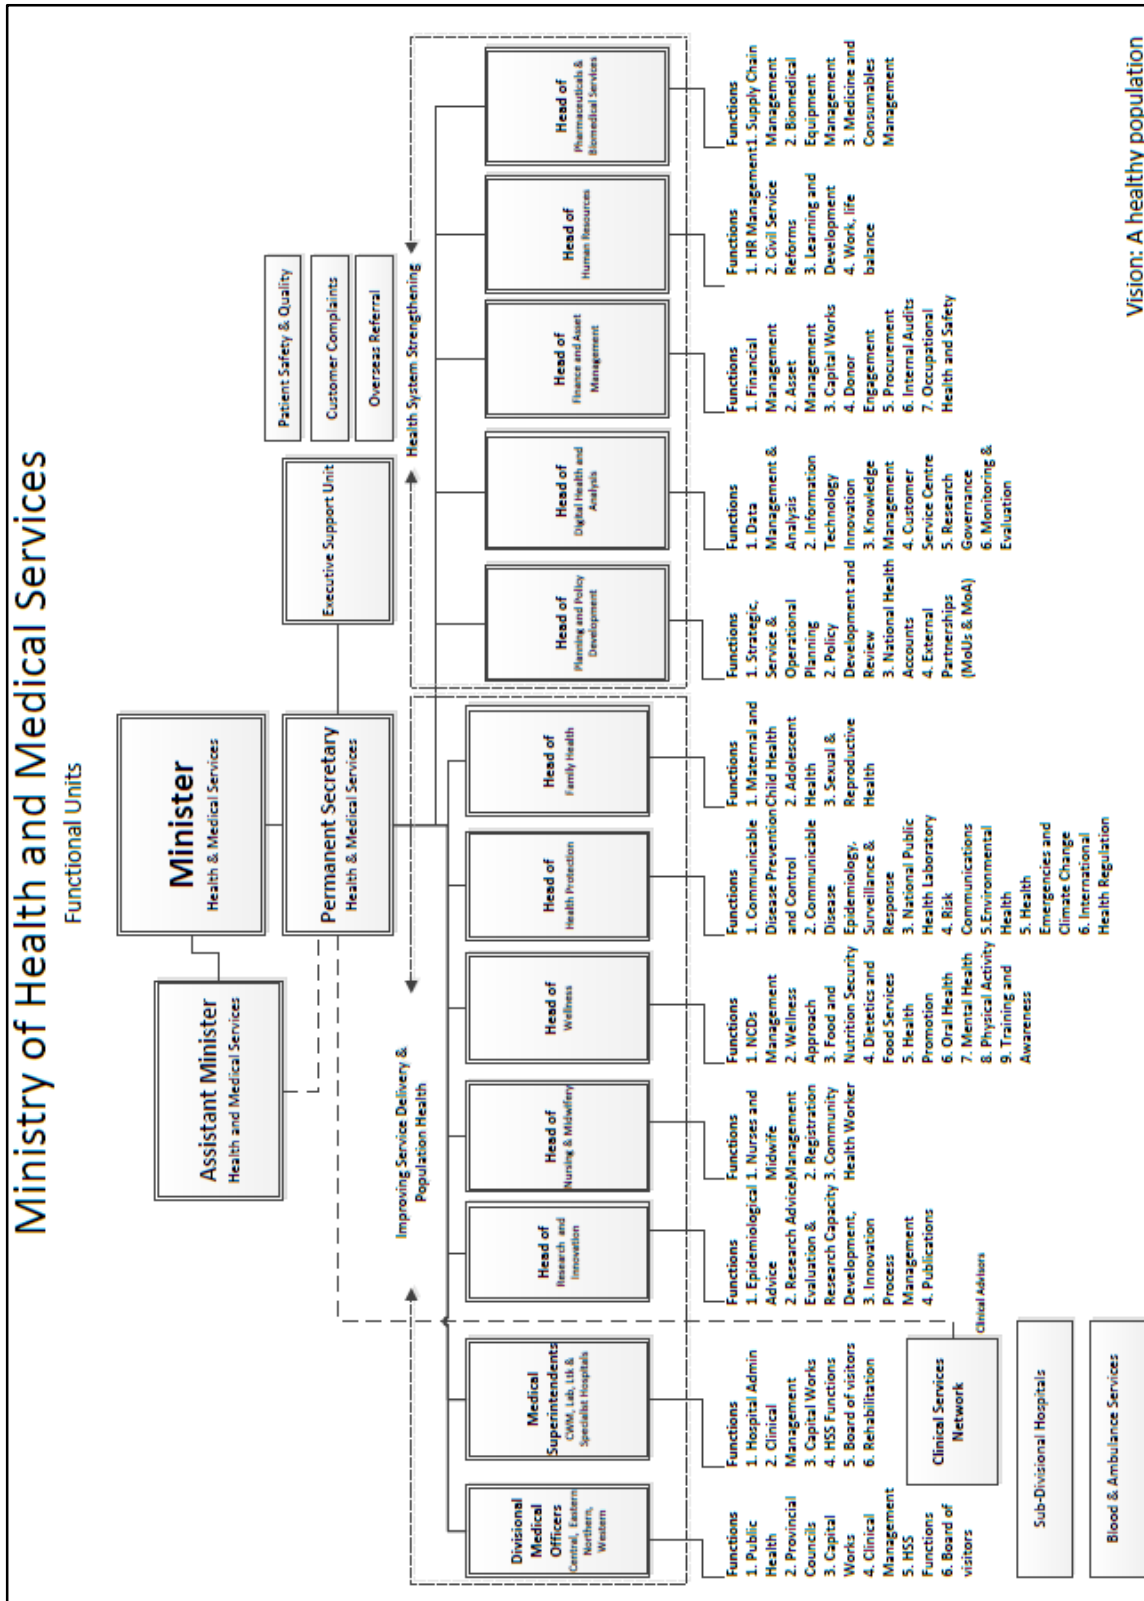 Ministry of Health and Medical Services
Functional Units
Minister
Health & Medical Services
Assistant Minister
Health and Medical Services
Permanent Secretary
Health & Medical Services
Executive Support Unit
Patient Safety & Quality
Customer Complaints
Overseas Referral
Improving Service Delivery &
Population Health
Health System Strengthening
Divisional
Medical
Officers
Central, Eastern
Northern,
Western
Functions
1. Public
Health
2. Provincial
Councils
3. Capital
Works
4. Clinical
Management
5. HSS
Functions
6. Board of
visitors
Medical
Superintendents
CWM, Lab, Ltk &
Specialist Hospitals
Functions
1. Hospital Admin
2. Clinical
Management
3. Capital Works
4. HSS Functions
5. Board of visitors
6. Rehabilitation
Head of
Research and
Innovation
Functions
1. Epidemiological
Advice
2. Research Advice
Evaluation &
Research Capacity
Development,
3. Innovation
Process
Management
4. Publications
Head of
Nursing & Midwifery
Functions
1. Nurses and
Midwife
Management
2. Registration
3. Community
Health Worker
Head of
Wellness
Functions
1. NCDs
Management
2. Wellness
Approach
3. Food and
Nutrition Security
4. Dietetics and
Food Services
5. Health
Promotion
6. Oral Health
7. Mental Health
8. Physical Activity
9. Training and
Awareness
Head of
Health Protection
Functions
1. Communicable
Disease Prevention
and Control
2. Communicable
Disease
Epidemiology,
Surveillance &
Response
3. National Public
Health Laboratory
4. Risk
Communications
5.Environmental
Health
5. Health
Emergencies and
Climate Change
6. International
Health Regulation
Head of
Family Health
Functions
1. Maternal and
Child Health
2. Adolescent
Health
3. Sexual &
Reproductive
Health
Head of
Planning and Policy
Development
Functions
1. Strategic,
Service &
Operational
Planning
2. Policy
Development and
Review
3. National Health
Accounts
4. External
Partnerships
(MoUs & MoA)
Head of
Digital Health and
Analysis
Functions
1. Data
Management &
Analysis
2. Information
Technology
Innovation
3. Knowledge
Management
4. Customer
Service Centre
5. Research
Governance
6. Monitoring &
Evaluation
Head of
Finance and Asset
Management
Functions
1. Financial
Management
2. Asset
Management
3. Capital Works
4. Donor
Engagement
5. Procurement
6. Internal Audits
7. Occupational
Health and Safety
Head of
Human Resources
Functions
1. HR Management
2. Civil Service
Reforms
3. Learning and
Development
4. Work, life
balance
Head of
Pharmaceuticals &
Biomedical Services
Functions
1. Supply Chain
Management
2. Biomedical
Equipment
Management
3. Medicine and
Consumables
Management
Clinical Services
Network
Clinical Advisors
Sub-Divisional Hospitals
Blood & Ambulance Services
Vision: A healthy population